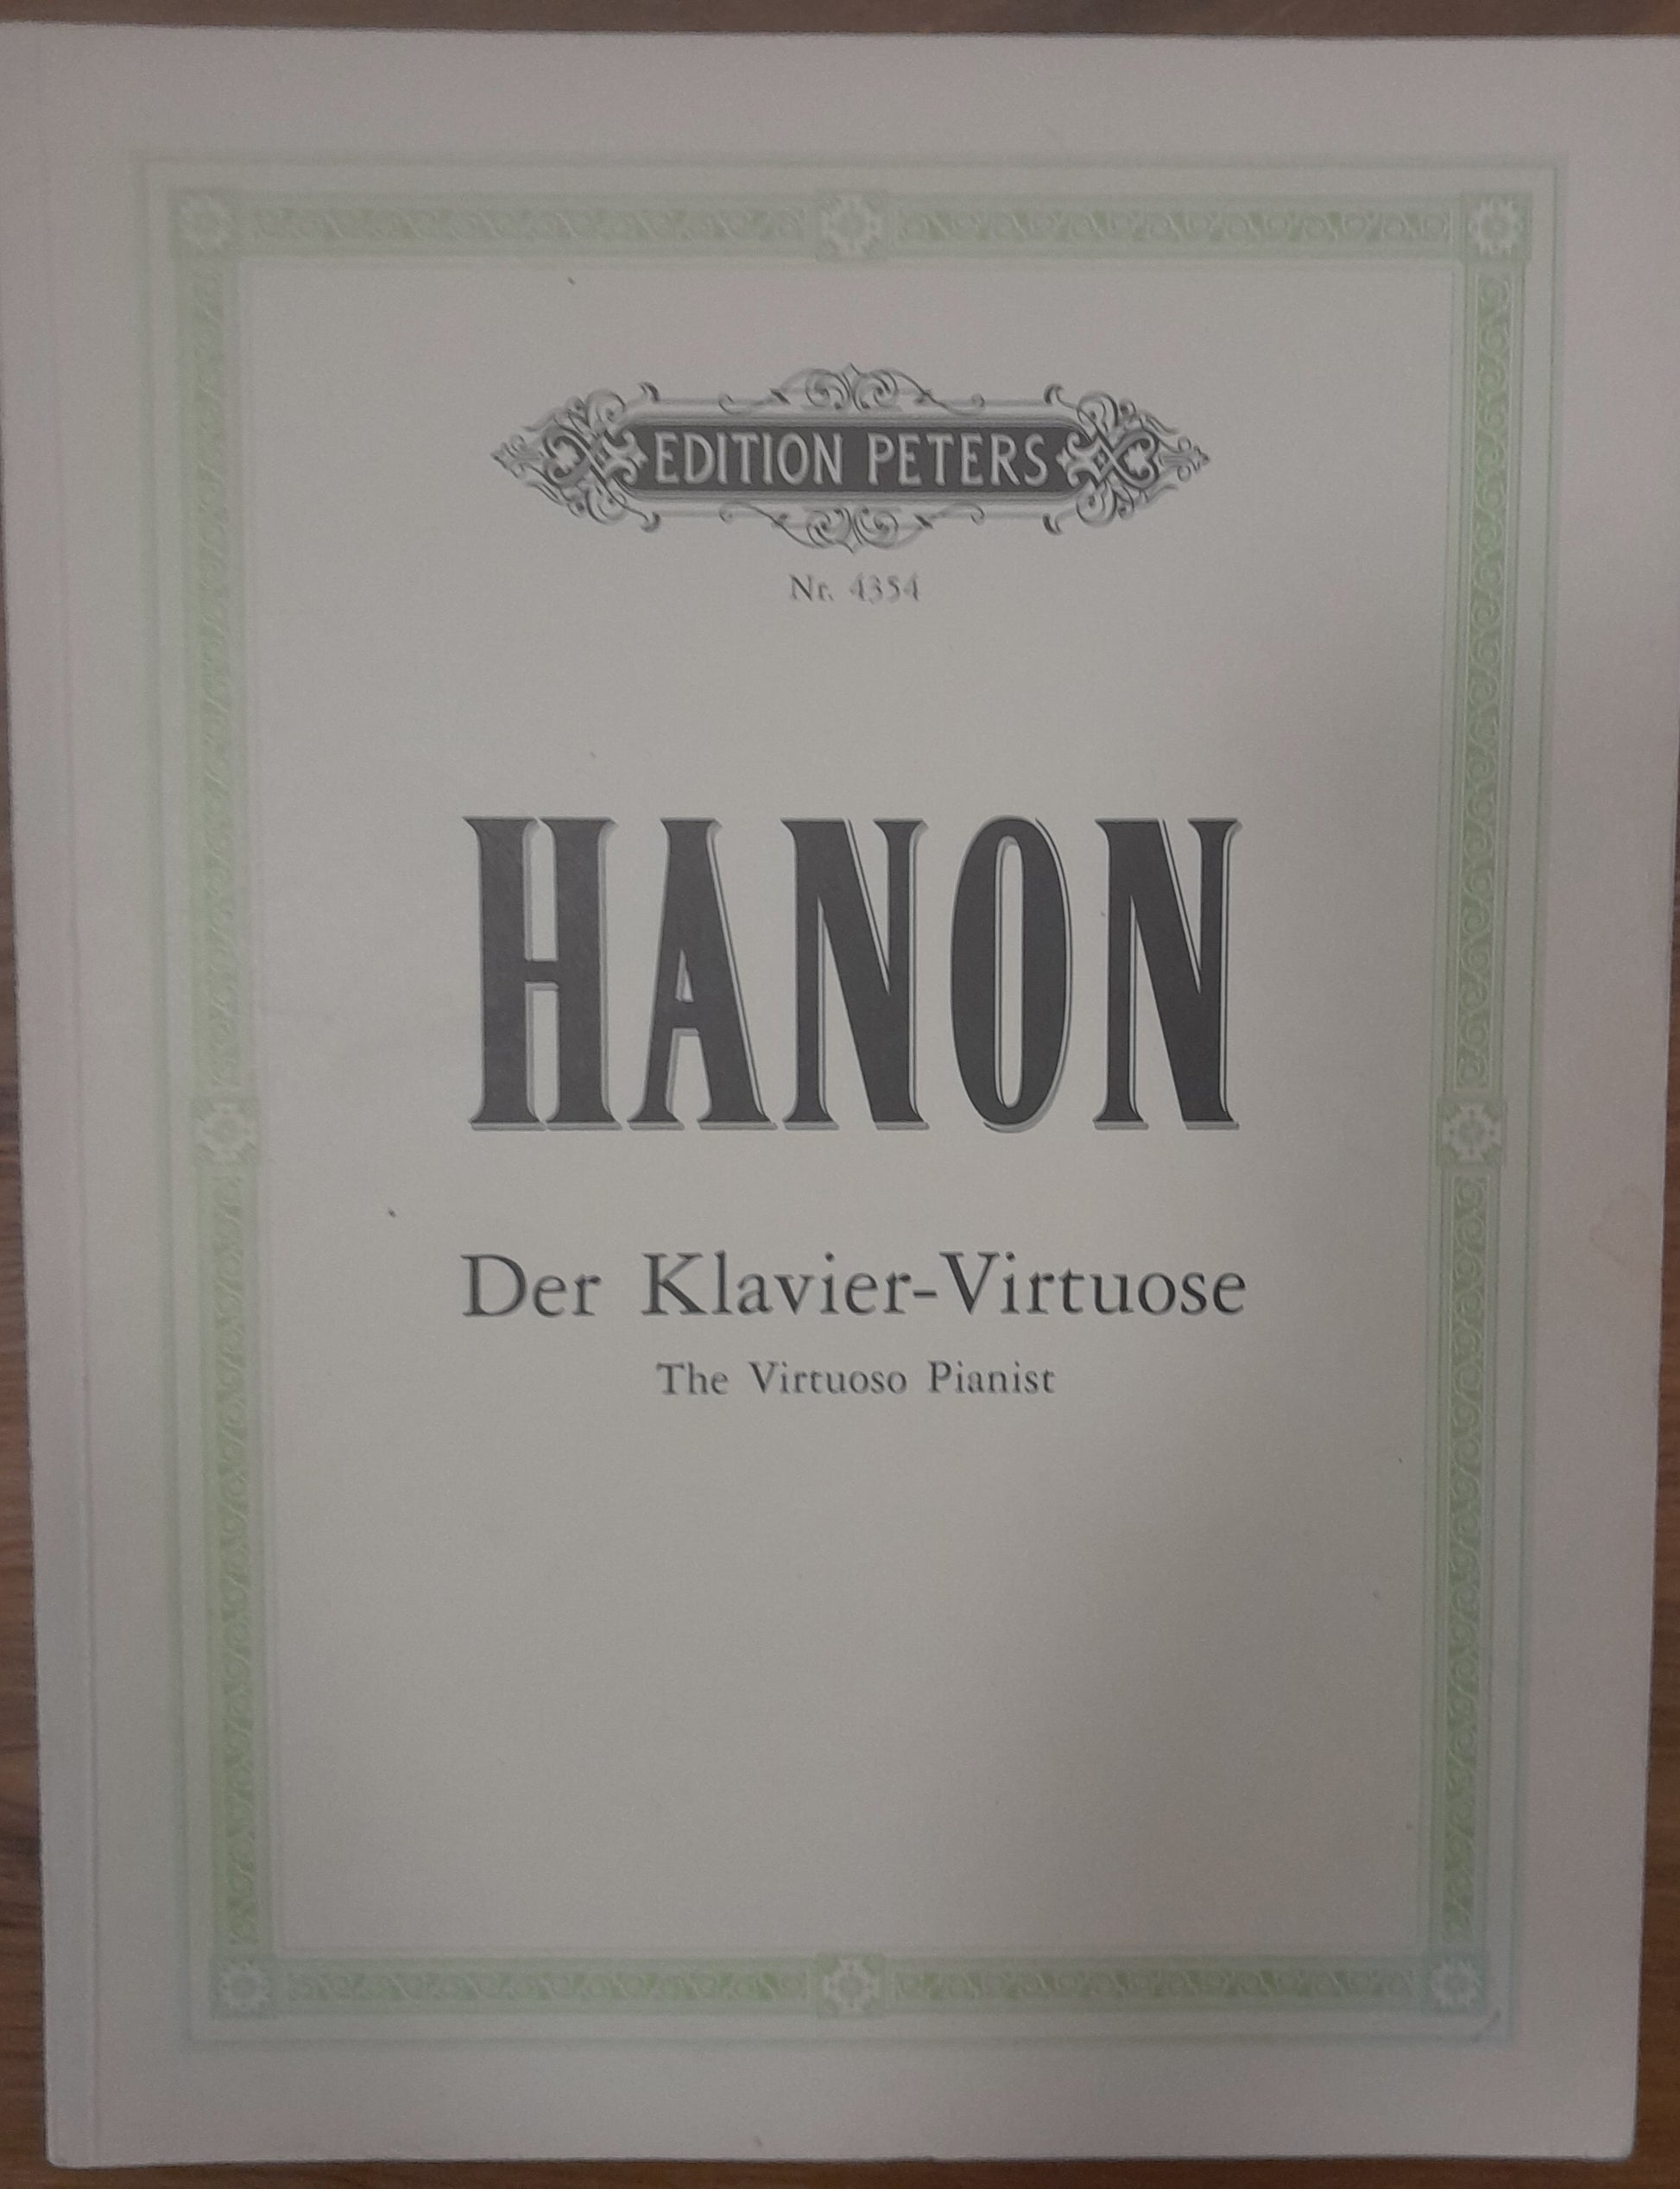 EDITION PETERS
Nr. 4354
HANON
Der Klavier-Virtuose
The Virtuoso Pianist